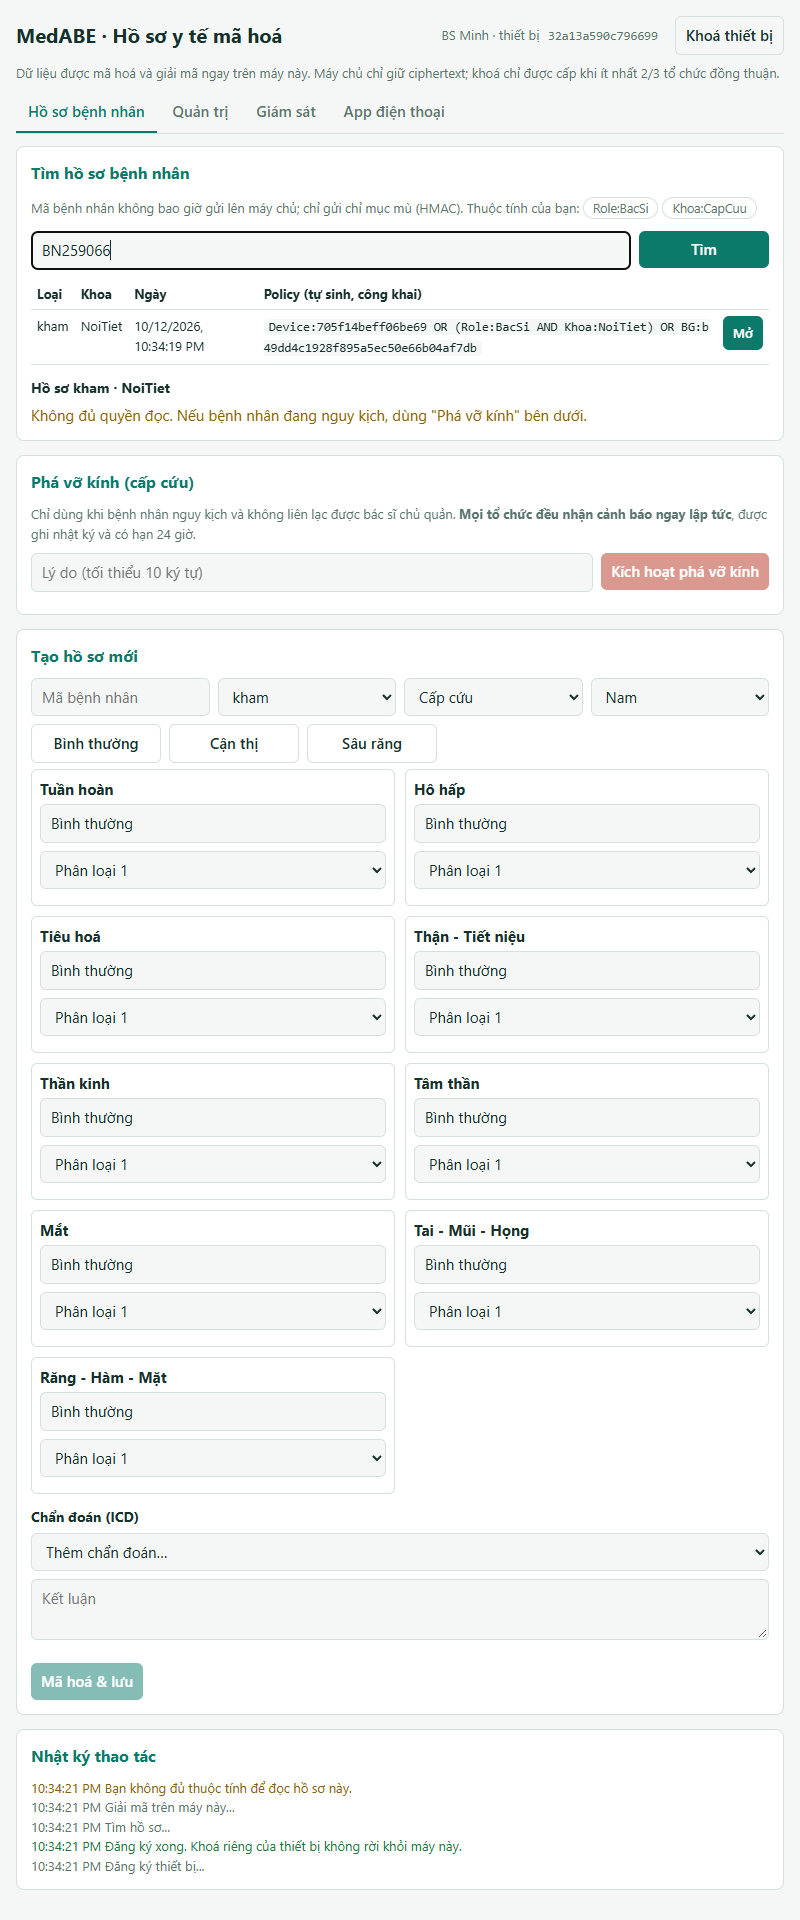 MedABE · Hồ sơ y tế mã hoá
BS Minh · thiết bị 32a13a590c796699
Khoá thiết bị
Dữ liệu được mã hoá và giải mã ngay trên máy này. Máy chủ chỉ giữ ciphertext; khoá chỉ được cấp khi ít nhất 2/3 tổ chức đồng thuận.
Hồ sơ bệnh nhân
Quản trị
Giám sát
App điện thoại
Tìm hồ sơ bệnh nhân
Mã bệnh nhân không bao giờ gửi lên máy chủ; chỉ gửi chỉ mục mù (HMAC). Thuộc tính của bạn: Role:BacSi Khoa:CapCuu
BN259066
Tìm
Loại Khoa Ngày Policy (tự sinh, công khai)
kham NoiTiet 10/12/2026, Device:705f14beff06be69 OR (Role:BacSi AND Khoa:NoiTiet) OR BG:b
10:34:19 PM 49dd4c1928f895a5ec50e66b04af7db
Mở
Hồ sơ kham · NoiTiet
Không đủ quyền đọc. Nếu bệnh nhân đang nguy kịch, dùng "Phá vỡ kính" bên dưới.
Phá vỡ kính (cấp cứu)
Chỉ dùng khi bệnh nhân nguy kịch và không liên lạc được bác sĩ chủ quản. Mọi tổ chức đều nhận cảnh báo ngay lập tức, được
ghi nhật ký và có hạn 24 giờ.
Lý do (tối thiểu 10 ký tự)
Kích hoạt phá vỡ kính
Tạo hồ sơ mới
Mã bệnh nhân
kham
Cấp cứu
Nam
Bình thường
Cận thị
Sâu răng
Tuần hoàn
Bình thường
Phân loại 1
Hô hấp
Bình thường
Phân loại 1
Tiêu hoá
Bình thường
Phân loại 1
Thận - Tiết niệu
Bình thường
Phân loại 1
Thần kinh
Bình thường
Phân loại 1
Tâm thần
Bình thường
Phân loại 1
Mắt
Bình thường
Phân loại 1
Tai - Mũi - Họng
Bình thường
Phân loại 1
Răng - Hàm - Mặt
Bình thường
Phân loại 1
Chẩn đoán (ICD)
Thêm chẩn đoán...
Kết luận
Mã hoá & lưu
Nhật ký thao tác
10:34:21 PM Bạn không đủ thuộc tính để đọc hồ sơ này.
10:34:21 PM Giải mã trên máy này...
10:34:21 PM Tìm hồ sơ...
10:34:21 PM Đăng ký xong. Khoá riêng của thiết bị không rời khỏi máy này.
10:34:21 PM Đăng ký thiết bị...